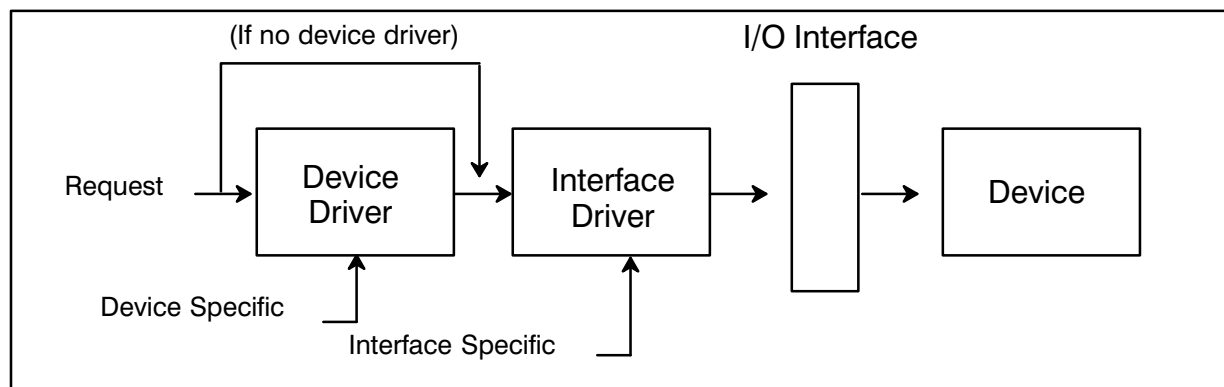 (If no device driver)
I/O Interface
Request
Device
Driver
Interface
Driver
Device
Device Specific
Interface Specific